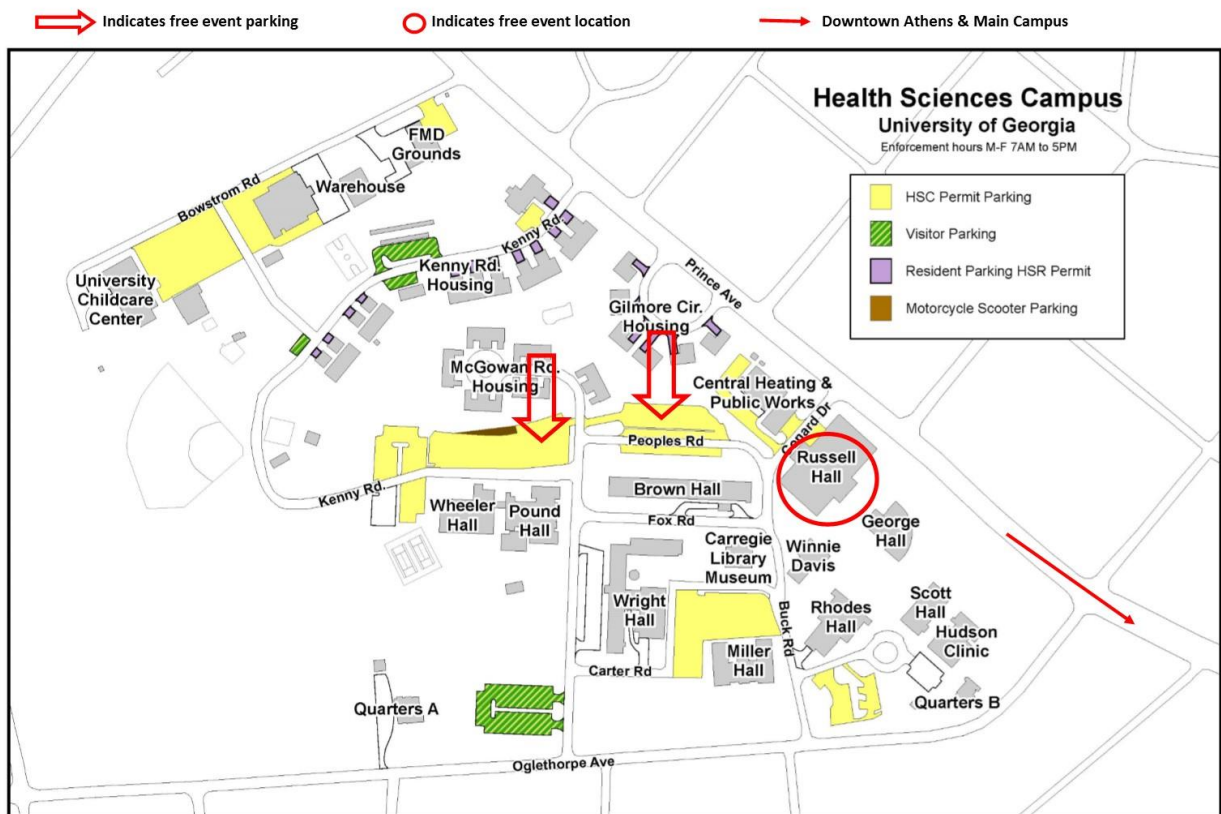 Indicates free event parking
Indicates free event location
Downtown Athens & Main Campus
Health Sciences Campus
University of Georgia
Enforcement hours M-F 7AM to 5PM
HSC Permit Parking
Visitor Parking
Resident Parking HSR Permit
Motorcycle Scooter Parking
FMD
Grounds
Warehouse
Bowstrom Rd
University
Childcare
Center
Kenny Rd.
Kenny Rd.
Housing
Prince Ave
Gilmore Cir.
Housing
McGowan Rd.
Housing
Central Heating &
Public Works
Conard Dr
Peoples Rd
Russell
Hall
Kenny Rd.
Brown Hall
Wheeler
Hall
Pound
Hall
Fox Rd
George
Hall
Carregie
Library
Museum
Winnie
Davis
Wright
Hall
Buck Rd
Rhodes
Hall
Scott
Hall
Hudson
Clinic
Miller
Hall
Carter Rd
Quarters A
Quarters B
Oglethorpe Ave